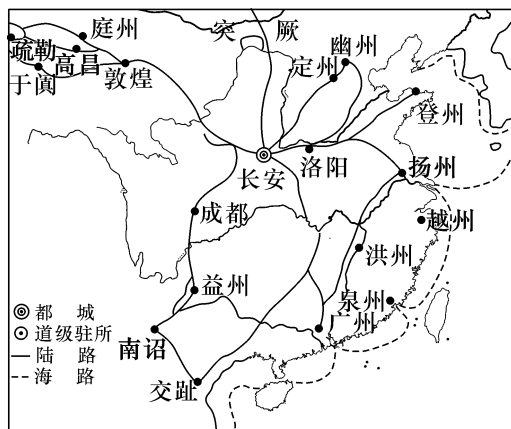 突 厥
庭州
疏勒
高昌
于阗
敦煌
幽州
定州
登州
长安
洛阳
扬州
成都
越州
洪州
益州
泉州
广州
南诏
交趾
都 城
道级驻所
陆 路
海 路